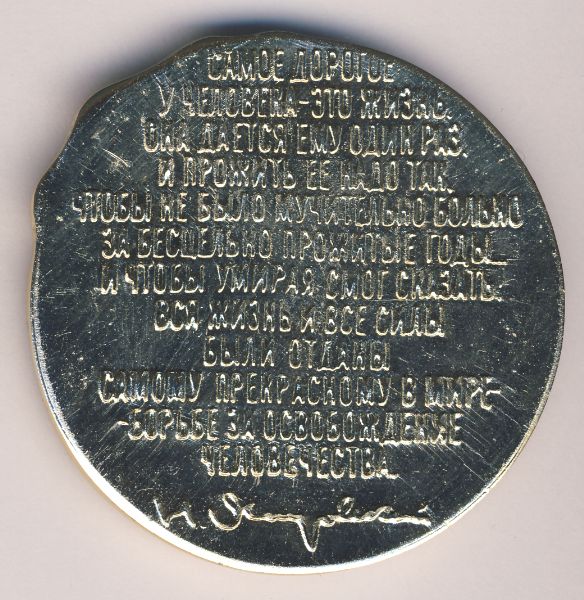 САМОЕ ДОРОГОЕ
У ЧЕЛОВЕКА-ЭТО ЖИЗНЬ.
ОНА ДАЕТСЯ ЕМУ ОДИН РАЗ.
И ПРОЖИТЬ ЕЕ НАДО ТАК.
ЧТОБЫ НЕ БЫЛО МУЧИТЕЛЬНО БОЛЬНО
ЗА БЕСЦЕЛЬНО ПРОЖИТЫЕ ГОДЫ...
И ЧТОБЫ УМИРАЯ СМОГ СКАЗАТЬ.
ВСЯ ЖИЗНЬ И ВСЕ СИЛЫ
БЫЛИ ОТДАНЫ
САМОМУ ПРЕКРАСНОМУ В МИРЕ-
-БОРЬБЕ ЗА ОСВОБОЖДЕНИЕ
ЧЕЛОВЕЧЕСТВА.